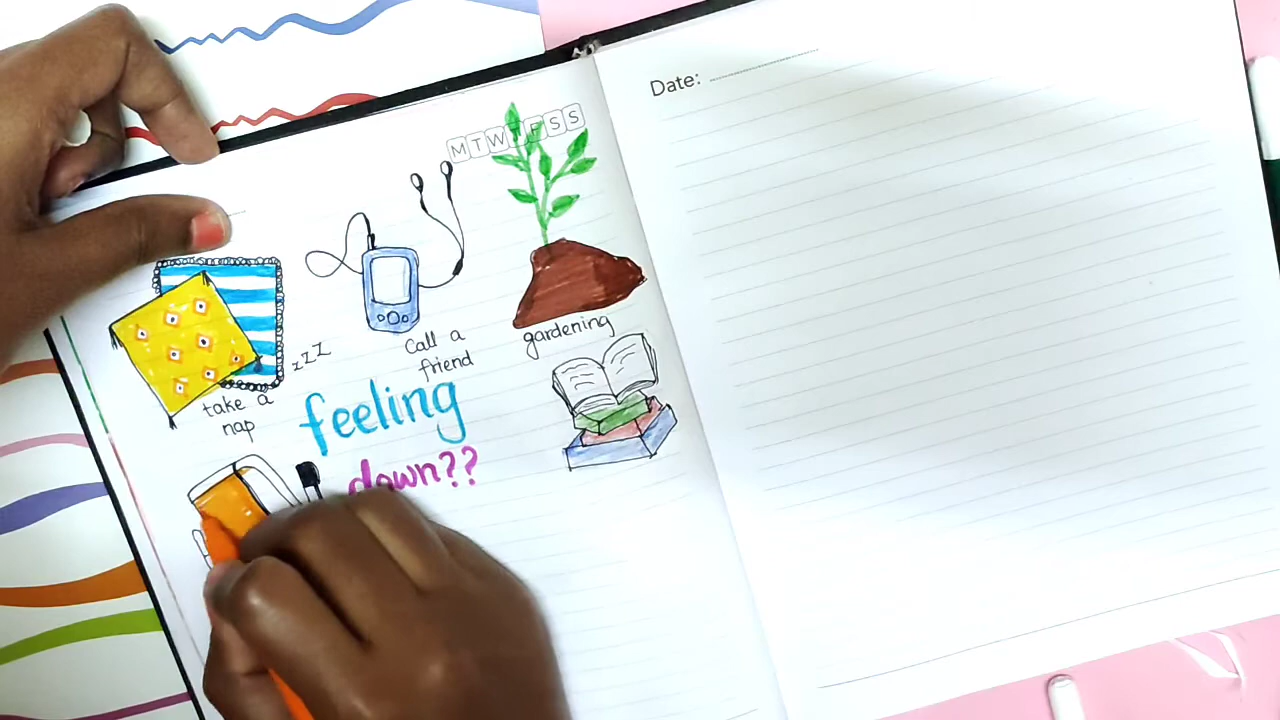 Date:
M T W T F S S
zzz
take a
nap
Call a
friend
gardening
feeling
down??